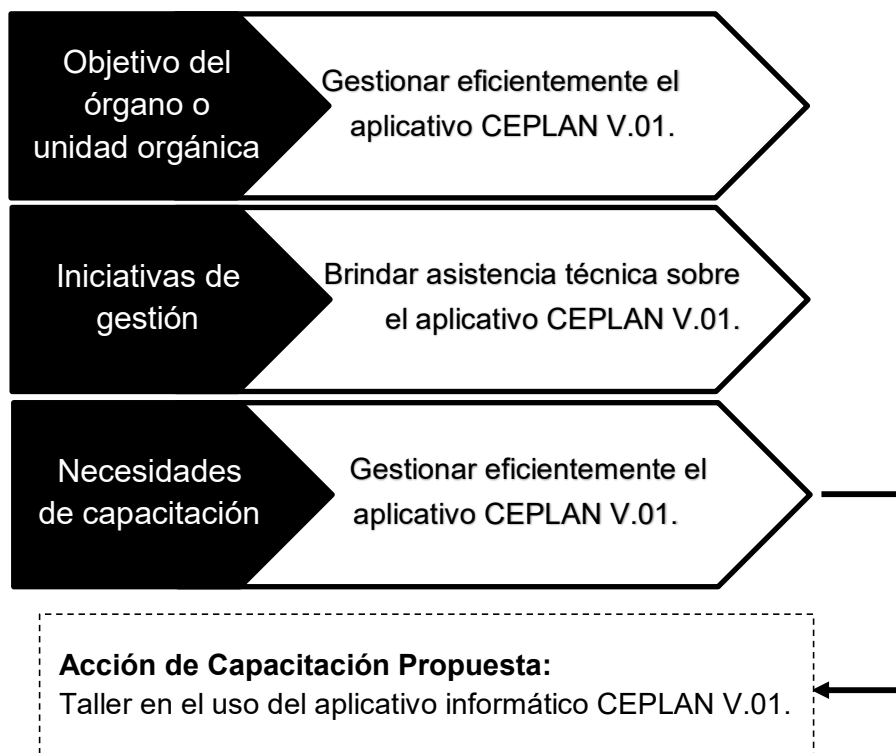 Objetivo del
órgano o
unidad orgánica
Gestionar eficientemente el
aplicativo CEPLAN V.01.
Iniciativas de
gestión
Brindar asistencia técnica sobre
el aplicativo CEPLAN V.01.
Necesidades
de capacitación
Gestionar eficientemente el
aplicativo CEPLAN V.01.
Acción de Capacitación Propuesta:
Taller en el uso del aplicativo informático CEPLAN V.01.